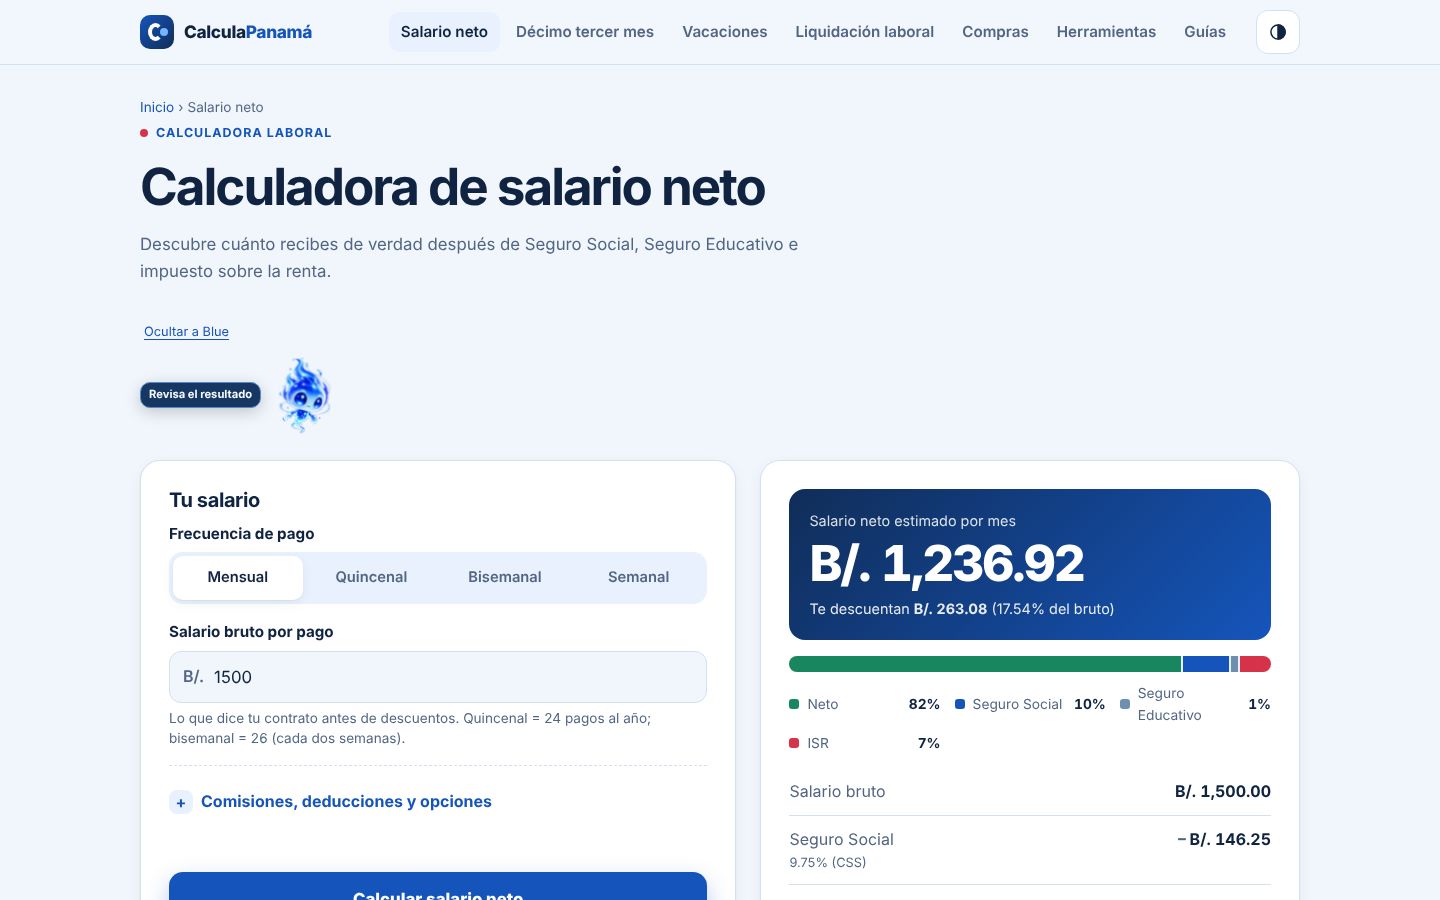 CalculaPanamá
Salario neto
Décimo tercer mes
Vacaciones
Liquidación laboral
Compras
Herramientas
Guías
Inicio › Salario neto
CALCULADORA LABORAL
Calculadora de salario neto
Descubre cuánto recibes de verdad después de Seguro Social, Seguro Educativo e
impuesto sobre la renta.
Ocultar a Blue
Revisa el resultado
Tu salario
Frecuencia de pago
Mensual
Quincenal
Bisemanal
Semanal
Salario bruto por pago
B/. 1500
Lo que dice tu contrato antes de descuentos. Quincenal = 24 pagos al año;
bisemanal = 26 (cada dos semanas).
+ Comisiones, deducciones y opciones
Calcular salario neto
Salario neto estimado por mes
B/. 1,236.92
Te descuentan B/. 263.08 (17.54% del bruto)
Neto 82%
Seguro Social 10%
Seguro
Educativo
1%
ISR 7%
Salario bruto B/. 1,500.00
Seguro Social – B/. 146.25
9.75% (CSS)